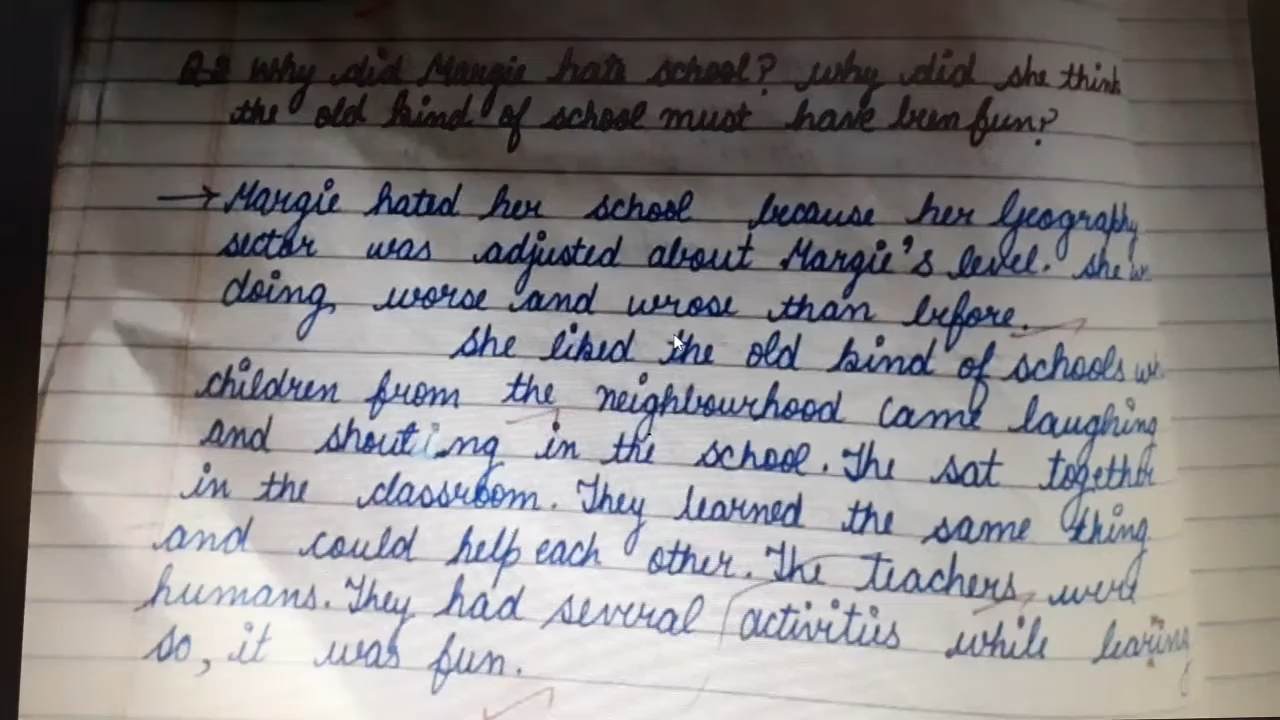 Q-2 Why did Margie hate school? Why did she think
the old kind of school must have been fun?
→ Margie hated her school because her Geography
sector was adjusted about Margie's level. she
doing worse and wrose than before.
She liked the old kind of schools
children from the neighbourhood came laughing
and shouting in the school. The sat together
in the classroom. They learned the same thing
and could help each other. The teachers were
humans. They had several activities while learing
so, it was fun.